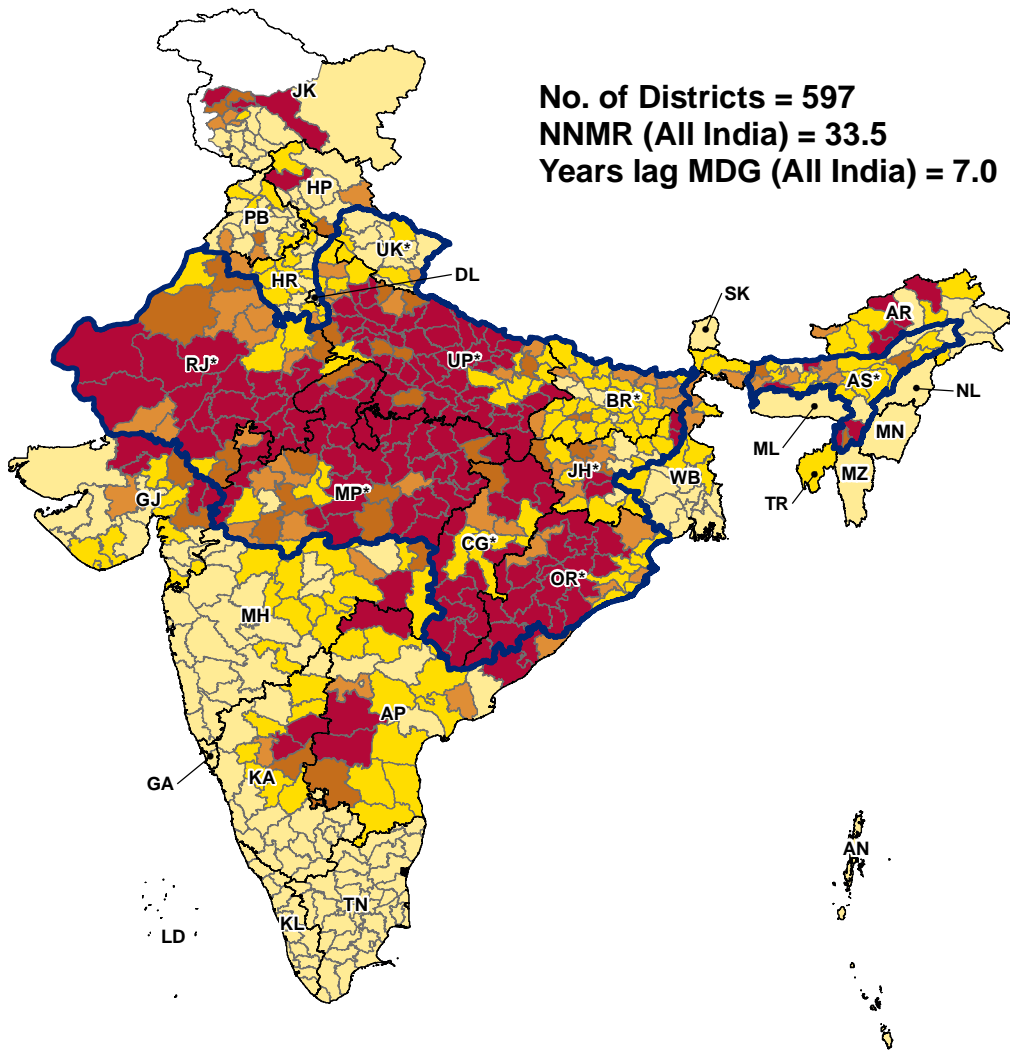 No. of Districts = 597
NNMR (All India) = 33.5
Years lag MDG (All India) = 7.0
JK
HP
PB
UK*
HR
DL
SK
AR
RJ*
UP*
AS*
NL
BR*
ML
MN
JH*
WB
MZ
TR
GJ
MP*
CG*
OR*
MH
AP
GA
KA
AN
TN
KL
LD